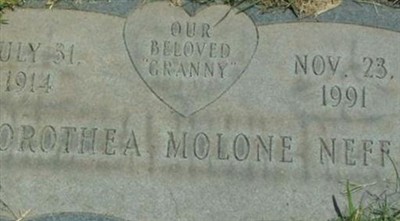 OUR
BELOVED
"GRANNY"
ULY 31,
1914
NOV. 23,
1991
OROTHEA MOLONE NEFF